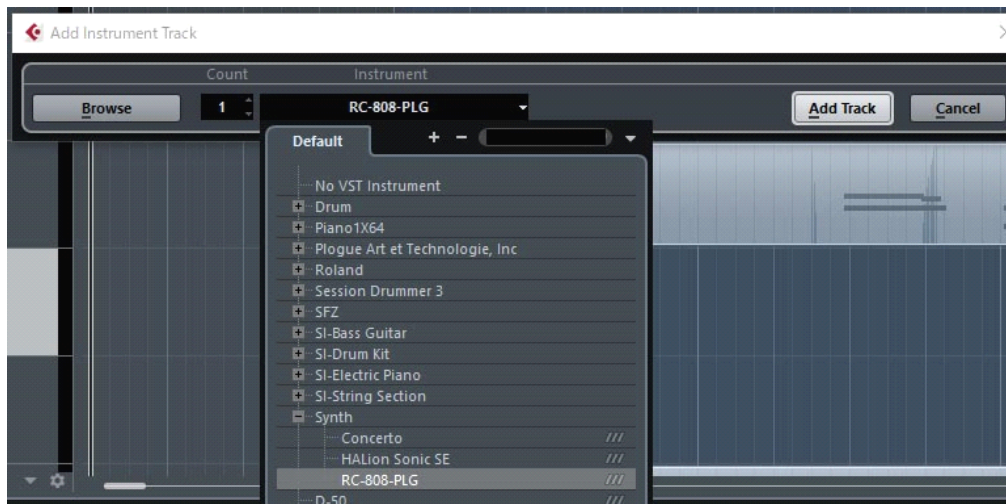 Add Instrument Track
Count Instrument
Browse 1 RC-808-PLG Add Track Cancel
Default
No VST Instrument
Drum
Piano1X64
Plogue Art et Technologie, Inc
Roland
Session Drummer 3
SFZ
SI-Bass Guitar
SI-Drum Kit
SI-Electric Piano
SI-String Section
Synth
Concerto
HALion Sonic SE
RC-808-PLG
D-50